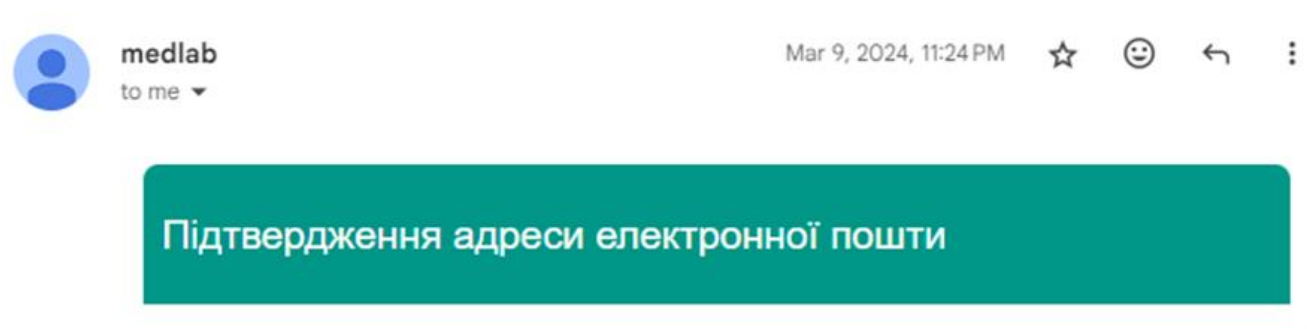 medlab
Mar 9, 2024, 11:24 PM
to me
Підтвердження адреси електронної пошти